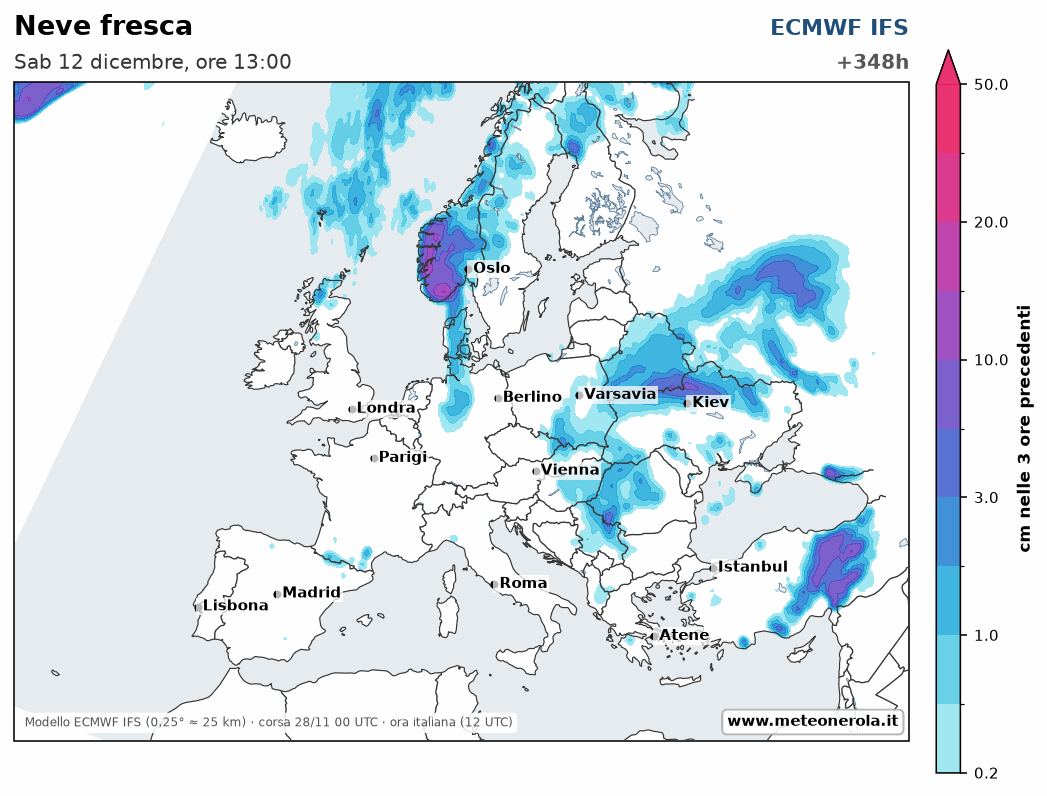 Neve fresca
ECMWF IFS
Sab 12 dicembre, ore 13:00
+348h
50.0
20.0
10.0
3.0
1.0
0.2
cm nelle 3 ore precedenti
Oslo
Berlino
Varsavia
Kiev
Londra
Parigi
Vienna
Istanbul
Roma
Madrid
Lisbona
Atene
Modello ECMWF IFS (0,25° ≈ 25 km) · corsa 28/11 00 UTC · ora italiana (12 UTC)
www.meteonerola.it